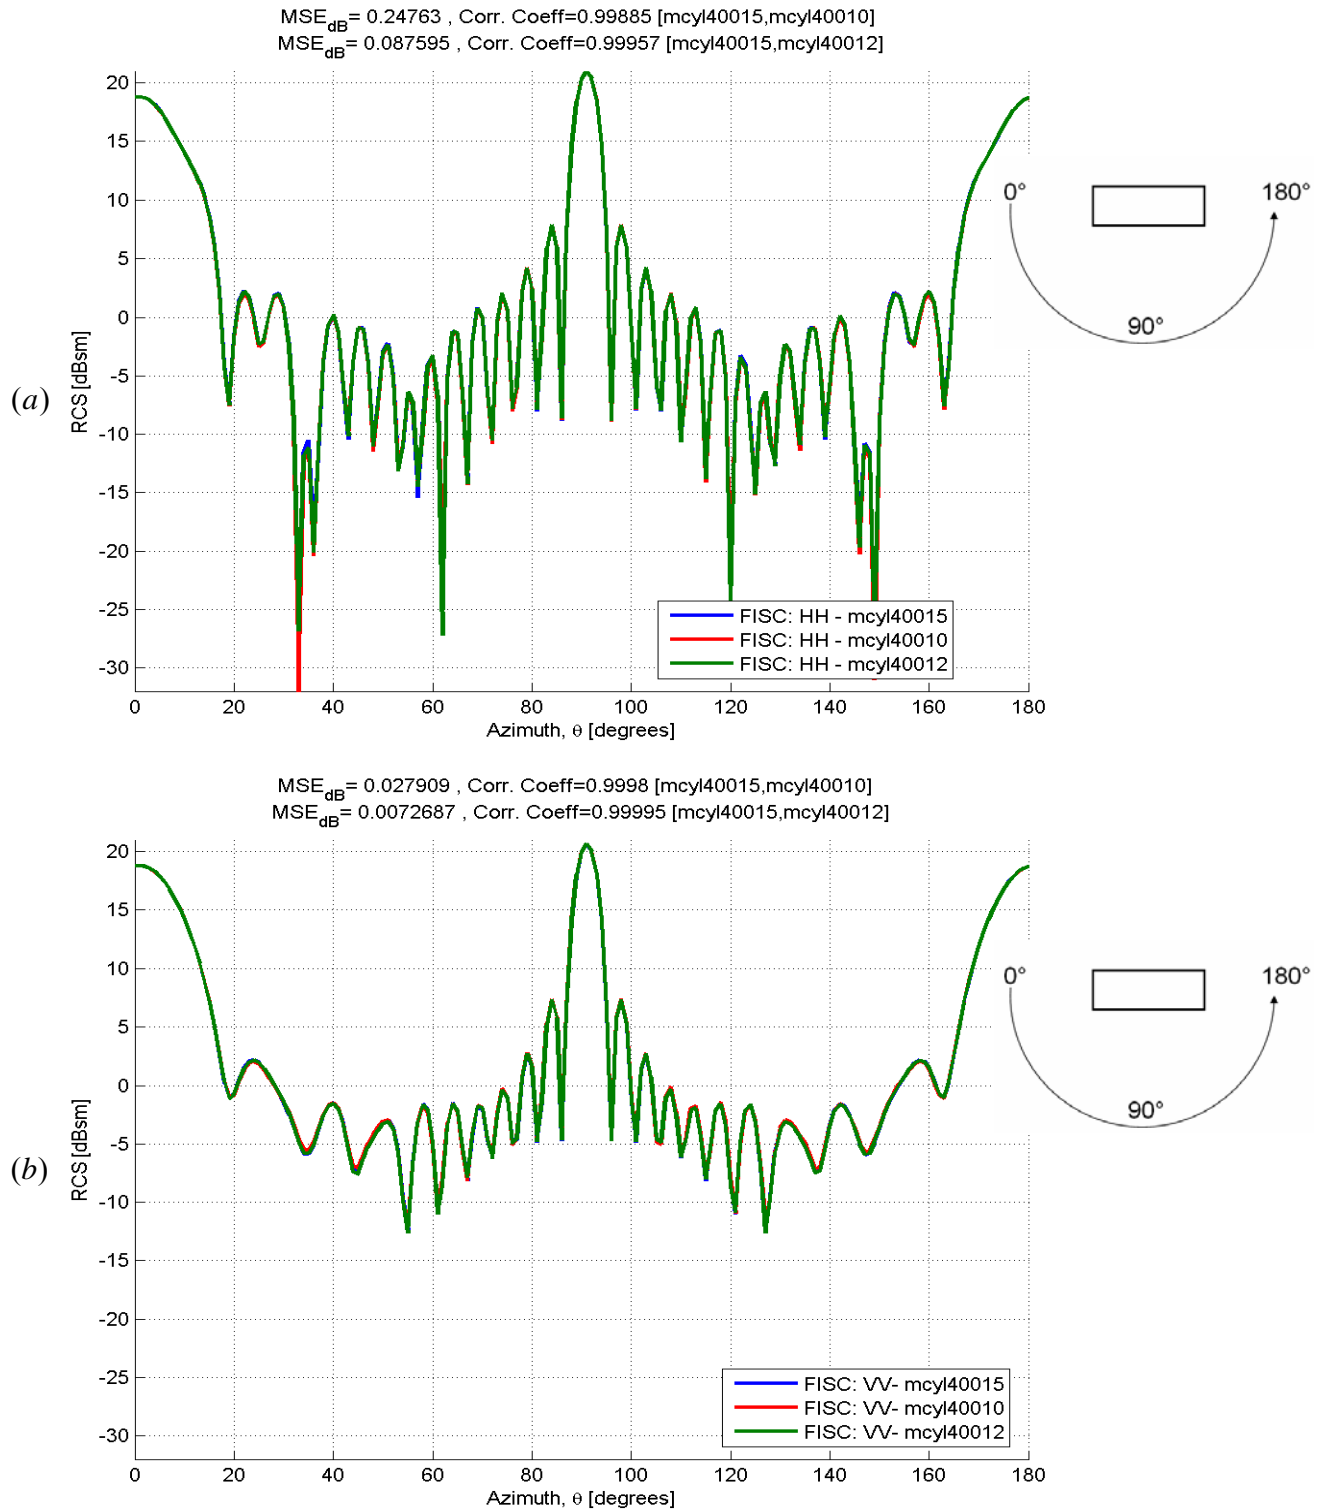 MSEdB= 0.24763 , Corr. Coeff=0.99885 [mcyl40015,mcyl40010]
MSEdB= 0.087595 , Corr. Coeff=0.99957 [mcyl40015,mcyl40012]
20
15
10
5
0
-5
-10
-15
-20
-25
-30
RCS [dBsm]
(a)
0 20 40 60 80 100 120 140 160 180
Azimuth, θ [degrees]
FISC: HH - mcyl40015
FISC: HH - mcyl40010
FISC: HH - mcyl40012
0° 180°
90°
MSEdB= 0.027909 , Corr. Coeff=0.9998 [mcyl40015,mcyl40010]
MSEdB= 0.0072687 , Corr. Coeff=0.99995 [mcyl40015,mcyl40012]
20
15
10
5
0
-5
-10
-15
-20
-25
-30
RCS [dBsm]
(b)
0 20 40 60 80 100 120 140 160 180
Azimuth, θ [degrees]
FISC: VV- mcyl40015
FISC: VV- mcyl40010
FISC: VV- mcyl40012
0° 180°
90°